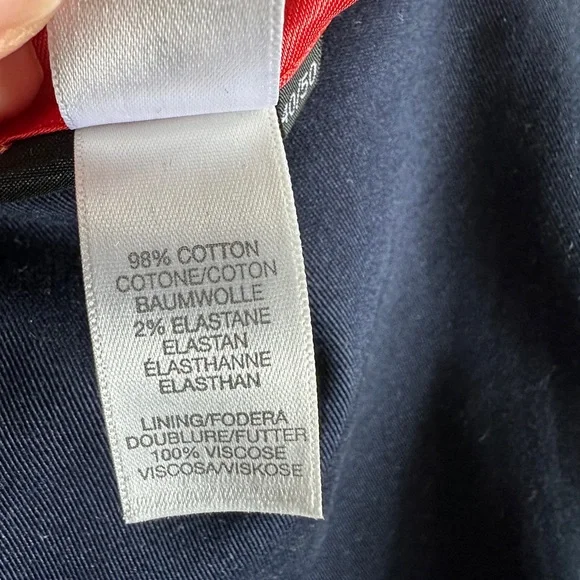 98% COTTON
COTONE/COTON
BAUMWOLLE
2% ELASTANE
ELASTAN
ÉLASTHANNE
ELASTHAN
LINING/FODERA
DOUBLURE/FUTTER
100% VISCOSE
VISCOSA/VISKOSE